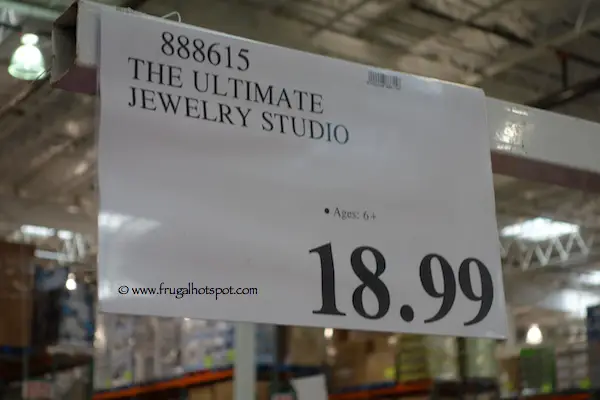 888615
THE ULTIMATE
JEWELRY STUDIO
• Ages: 6+
18.99
© www.frugalhotspot.com